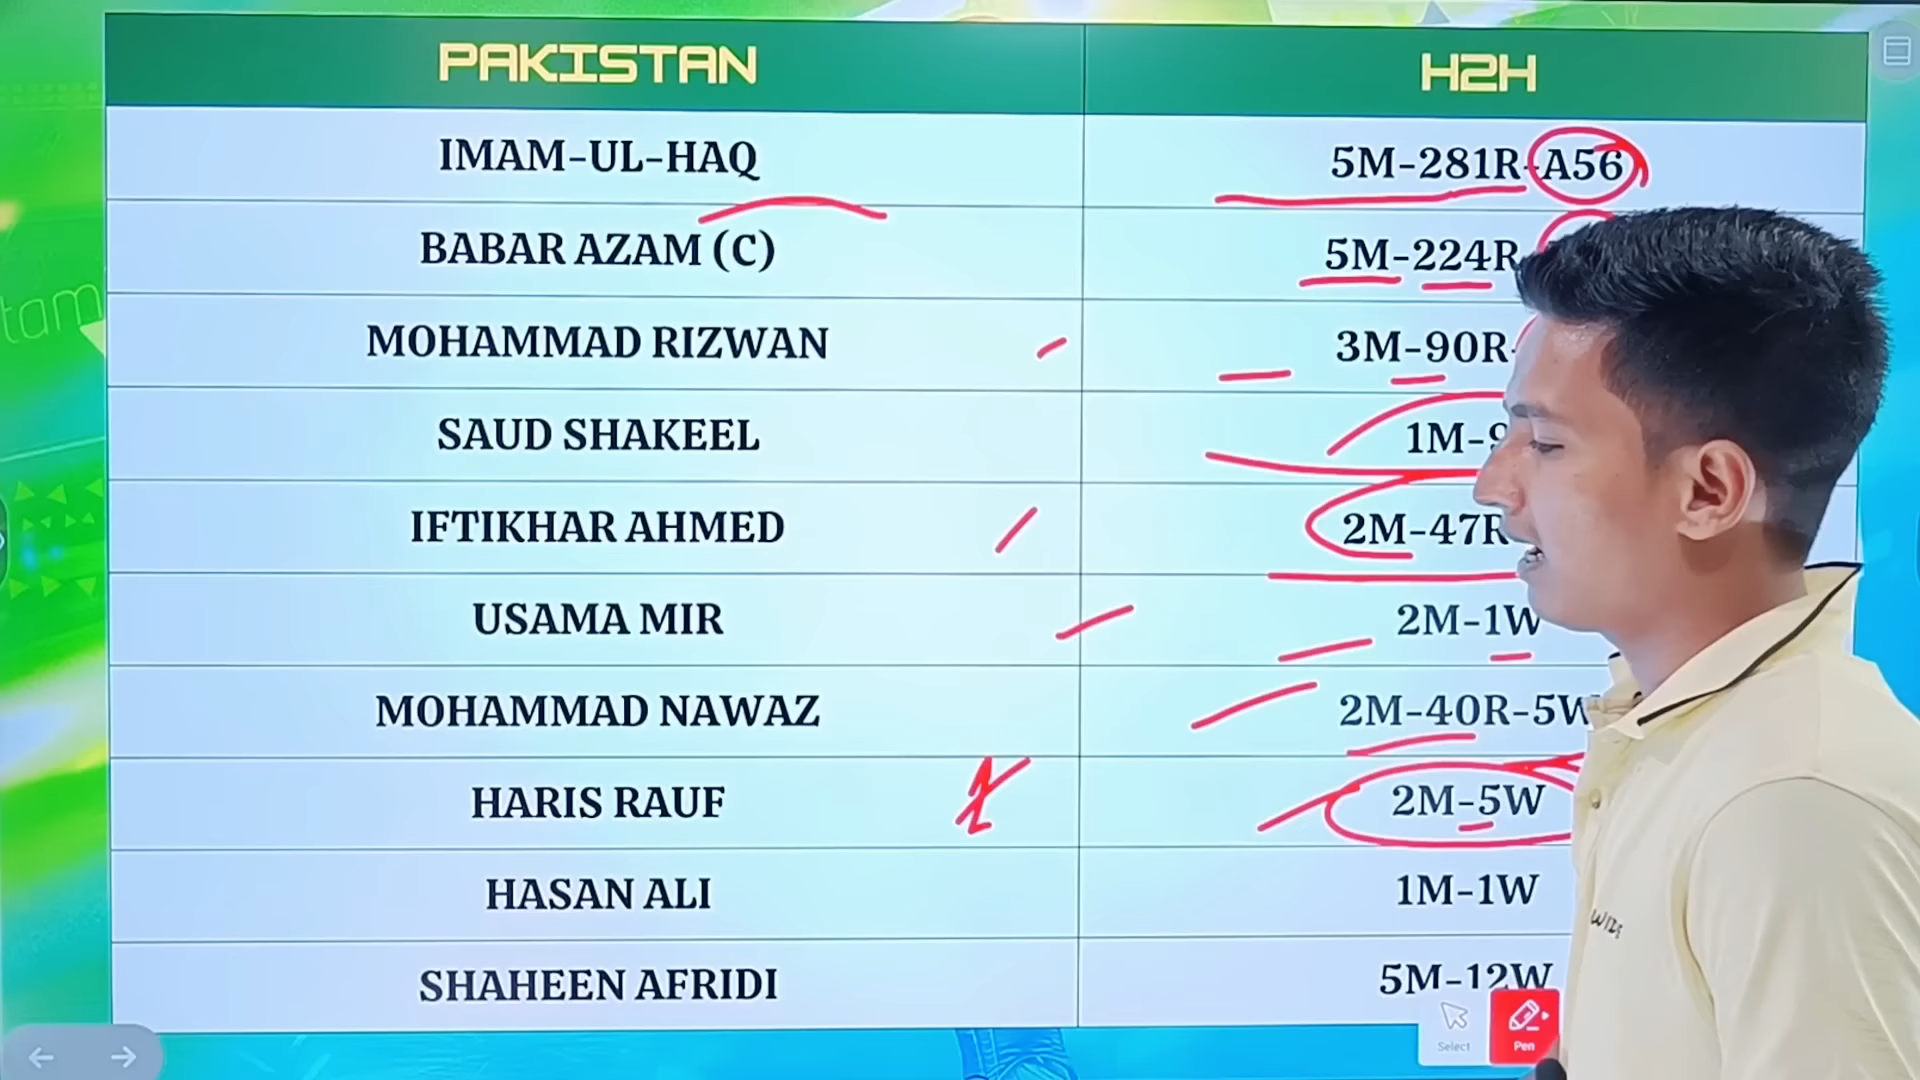 PAKISTAN H2H
IMAM-UL-HAQ 5M-281R-A56
BABAR AZAM (C) 5M-224R
MOHAMMAD RIZWAN 3M-90R-
SAUD SHAKEEL 1M-9
IFTIKHAR AHMED 2M-47R
USAMA MIR 2M-1W
MOHAMMAD NAWAZ 2M-40R-5W
HARIS RAUF 2M-5W
HASAN ALI 1M-1W
SHAHEEN AFRIDI 5M-12W
Select Pen
tam